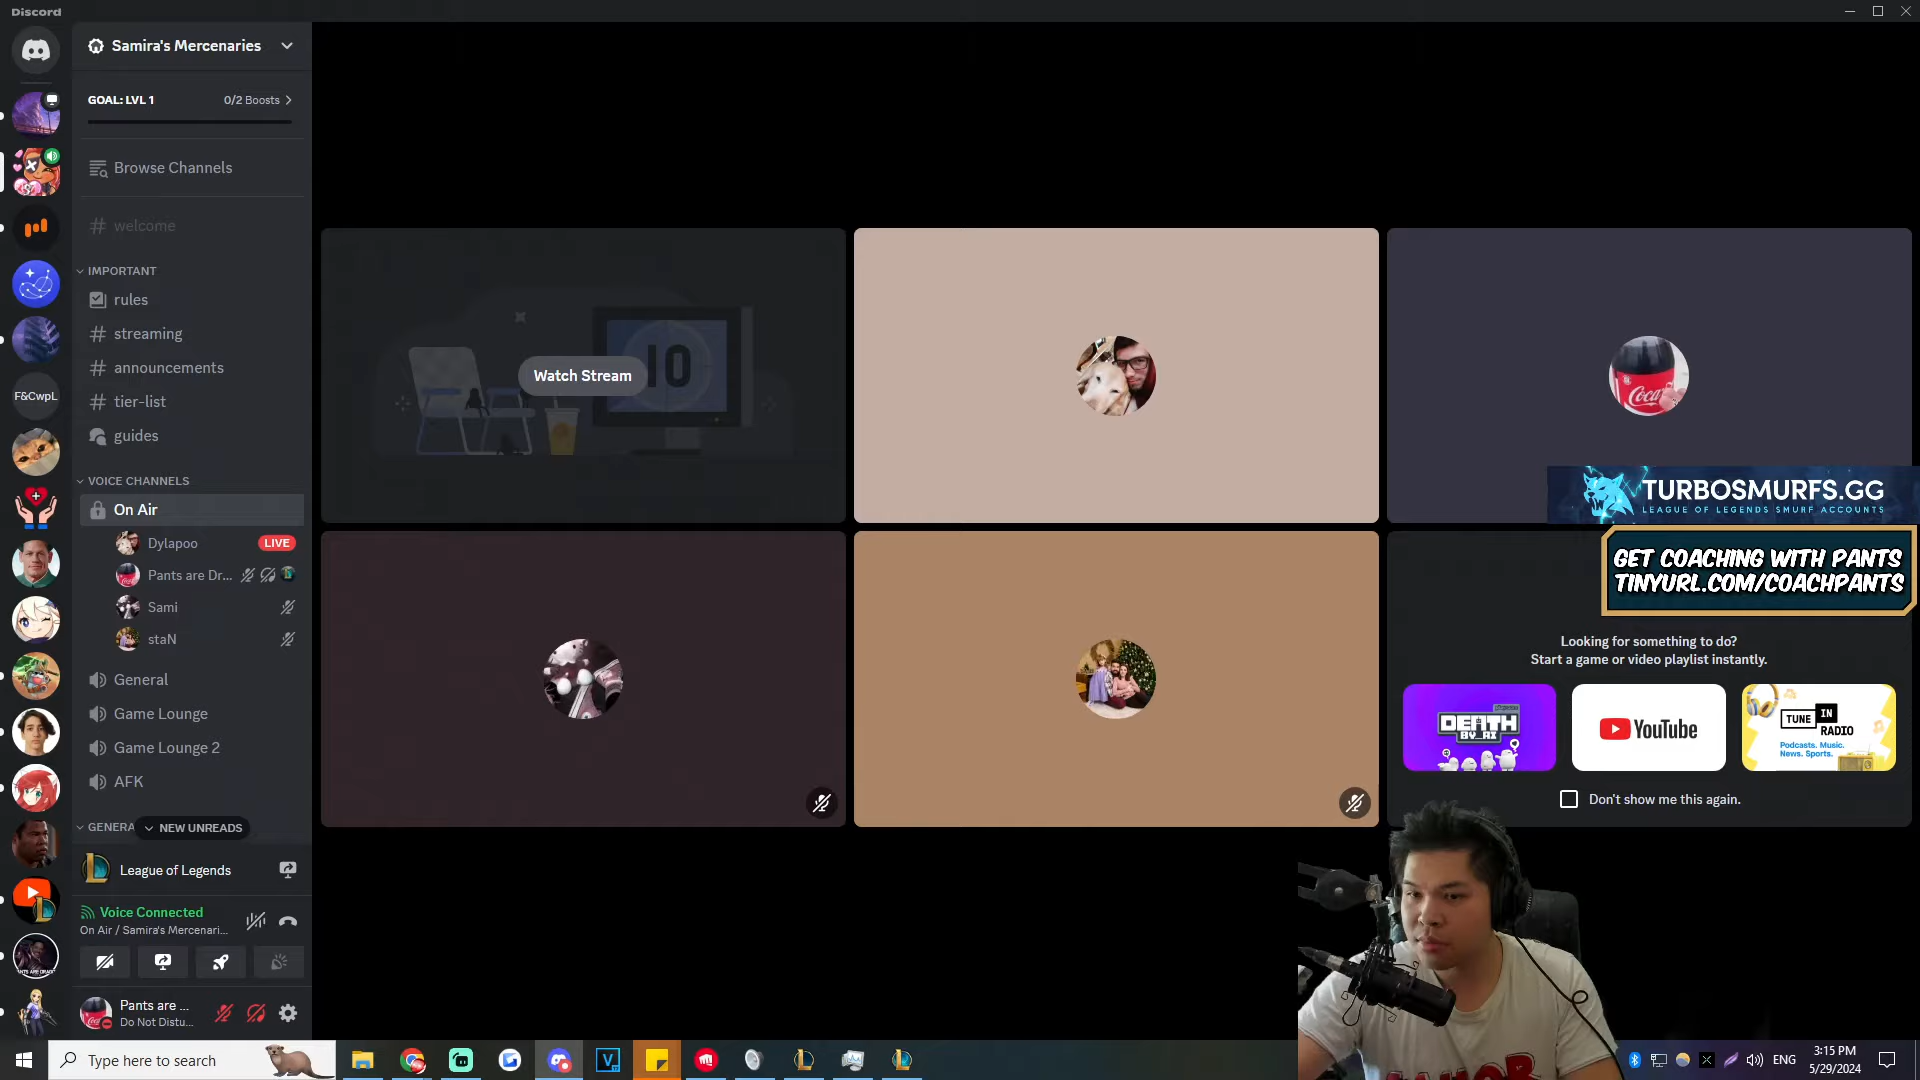 Discord
Samira's Mercenaries
GOAL: LVL 1
0/2 Boosts
Browse Channels
welcome
IMPORTANT
rules
streaming
announcements
tier-list
guides
VOICE CHANNELS
On Air
Dylapoo
LIVE
Pants are Dr...
Sami
staN
General
Game Lounge
Game Lounge 2
AFK
GENERA
NEW UNREADS
League of Legends
Voice Connected
On Air / Samira's Mercenari...
Pants are ...
Do Not Distu...
F&CwpL
Watch Stream
10
Coca
TURBOSMURFS.GG
LEAGUE OF LEGENDS SMURF ACCOUNTS
GET COACHING WITH PANTS
TINYURL.COM/COACHPANTS
Looking for something to do?
Start a game or video playlist instantly.
DEATH
BY_AI
YouTube
TUNE IN
RADIO
Podcasts. Music.
News. Sports.
Don't show me this again.
Type here to search
ENG
3:15 PM
5/29/2024